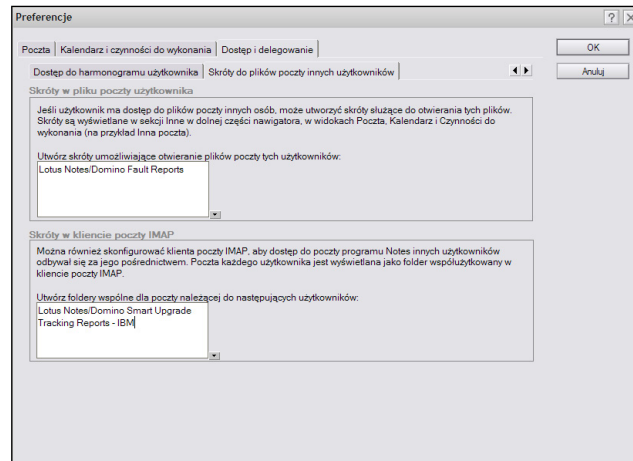 Preferencje
Poczta Kalendarz i czynności do wykonania Dostęp i delegowanie
OK
Dostęp do harmonogramu użytkownika Skróty do plików poczty innych użytkowników
Anuluj
Skróty w pliku poczty użytkownika
Jeśli użytkownik ma dostęp do plików poczty innych osób, może utworzyć skróty służące do otwierania tych plików.
Skróty są wyświetlane w sekcji Inne w dolnej części nawigatora, w widokach Poczta, Kalendarz i Czynności do
wykonania (na przykład Inna poczta).
Utwórz skróty umożliwiające otwieranie plików poczty tych użytkowników:
Lotus Notes/Domino Fault Reports
Skróty w kliencie poczty IMAP
Można również skonfigurować klienta poczty IMAP, aby dostęp do poczty programu Notes innych użytkowników
odbywał się za jego pośrednictwem. Poczta każdego użytkownika jest wyświetlana jako folder współużytkowany w
kliencie poczty IMAP.
Utwórz foldery wspólne dla poczty należącej do następujących użytkowników:
Lotus Notes/Domino Smart Upgrade
Tracking Reports - IBM